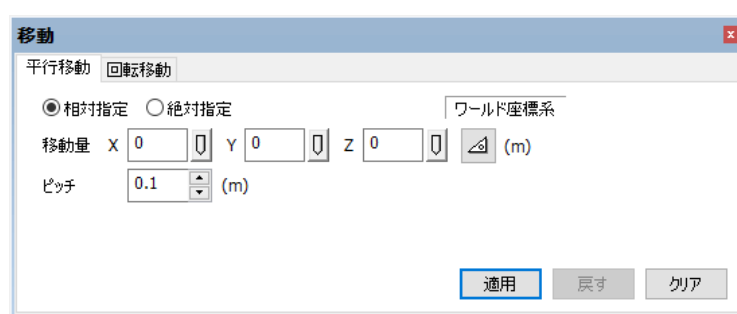 移動
平行移動 回転移動
相対指定 絶対指定 ワールド座標系
移動量 X 0 Y 0 Z 0 (m)
ピッチ 0.1 (m)
適用 戻す クリア